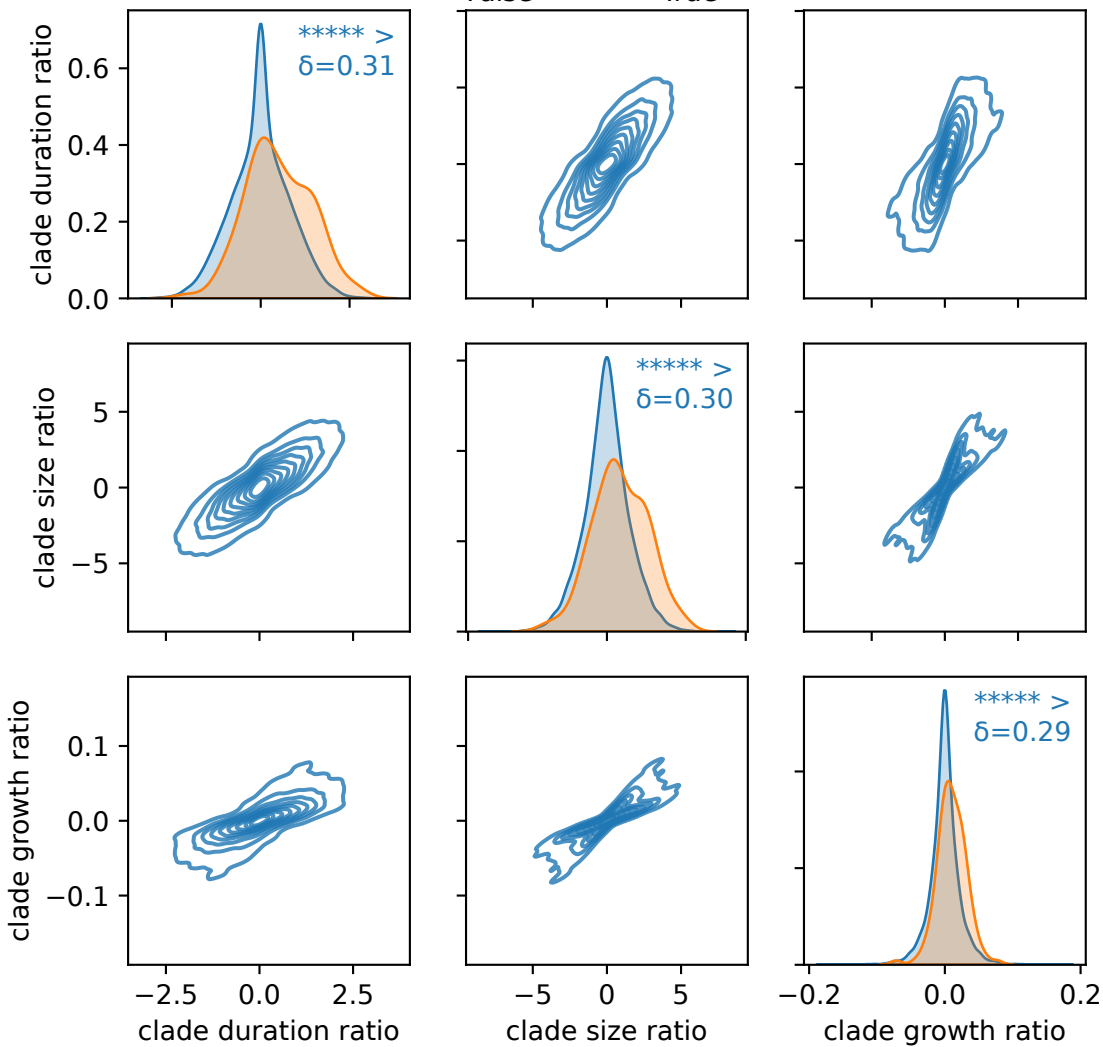 False True
***** >
δ=0.31
clade duration ratio
0.6
0.4
0.2
0.0
***** >
δ=0.30
clade size ratio
5
0
−5
***** >
δ=0.29
clade growth ratio
0.1
0.0
−0.1
−2.5 0.0 2.5
−5 0 5
−0.2 0.0 0.2
clade duration ratio
clade size ratio
clade growth ratio